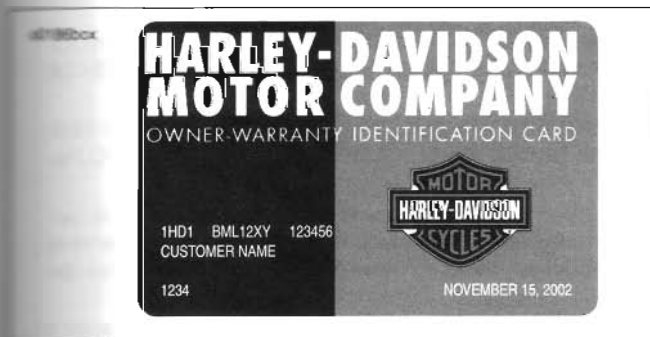 HARLEY-DAVIDSON
MOTOR COMPANY
OWNER-WARRANTY IDENTIFICATION CARD
MOTOR
HARLEY-DAVIDSON
CYCLES
1HD1 BML12XY 123456
CUSTOMER NAME
1234 NOVEMBER 15, 2002